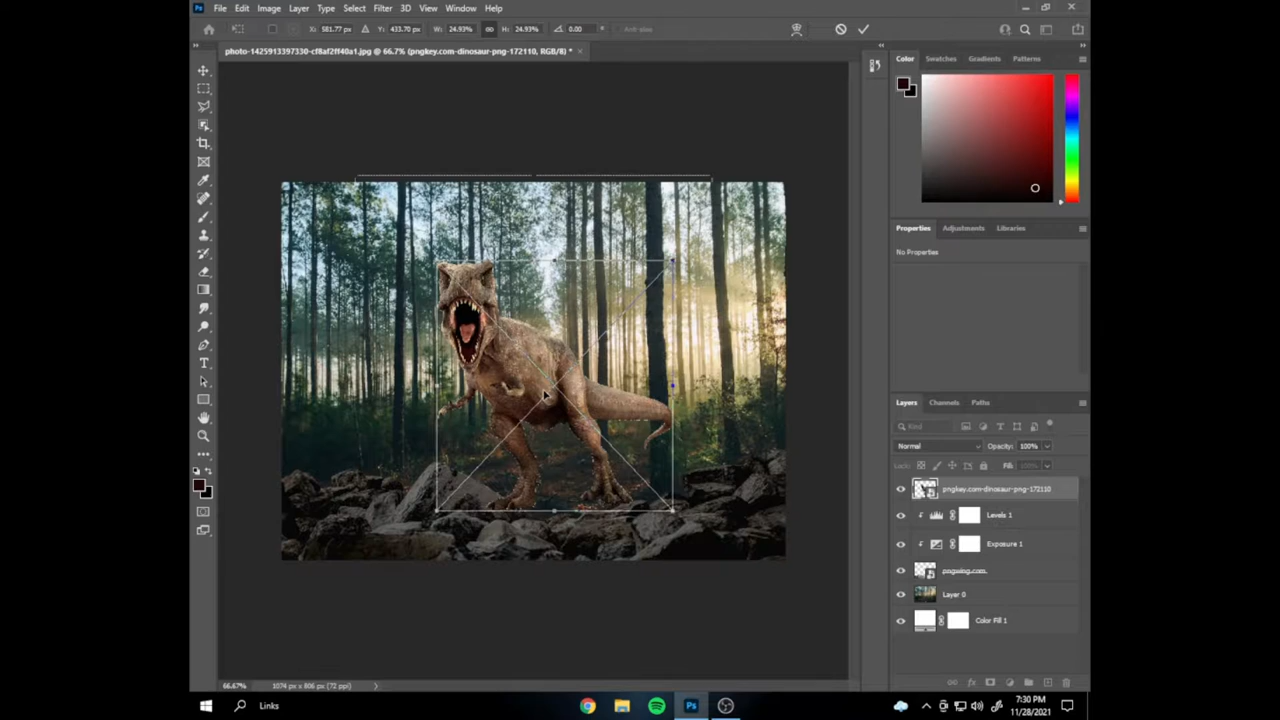 File Edit Image Layer Type Select Filter 3D View Window Help
X: 581.77 px Y: 433.70 px W: 24.93% H: 24.93% 0.00 Anti-alias
photo-1425913397330-cf8af2ff40a1.jpg @ 66.7% (pngkey.com-dinosaur-png-172110, RGB/8) * ×
Color Swatches Gradients Patterns
Properties Adjustments Libraries
No Properties
Layers Channels Paths
Kind
Normal Opacity: 100%
Lock: Fill: 100%
pngkey.com-dinosaur-png-172110
Levels 1
Exposure 1
pngwing.com.
Layer 0
Color Fill 1
66.67% 1074 px x 806 px (72 ppi)
Links
7:30 PM
11/28/2021